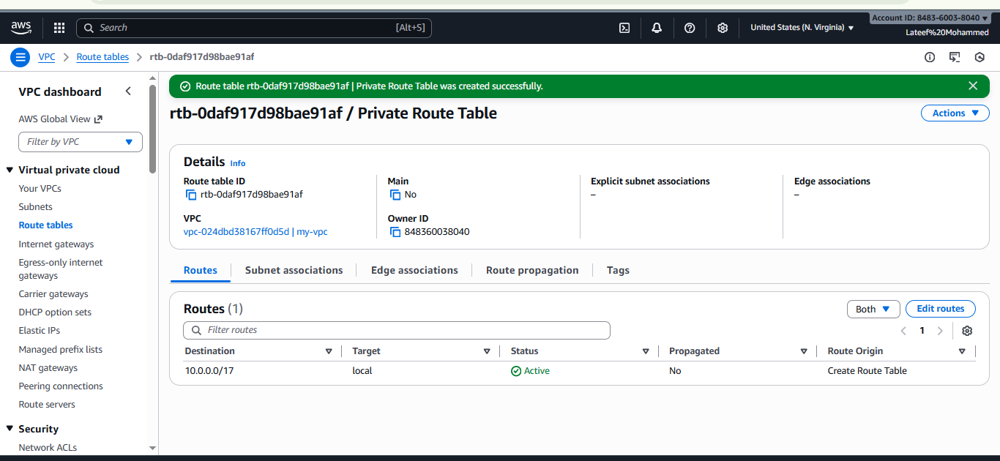 aws
Search [Alt+S]
United States (N. Virginia)
Account ID: 8483-6003-8040
Lateef%20Mohammed
VPC
Route tables
rtb-0daf917d98bae91af
VPC dashboard
AWS Global View
Filter by VPC
Virtual private cloud
Your VPCs
Subnets
Route tables
Internet gateways
Egress-only internet
gateways
Carrier gateways
DHCP option sets
Elastic IPs
Managed prefix lists
NAT gateways
Peering connections
Route servers
Security
Network ACLs
Route table rtb-0daf917d98bae91af | Private Route Table was created successfully.
rtb-0daf917d98bae91af / Private Route Table
Actions
Details Info
Route table ID
rtb-0daf917d98bae91af
VPC
vpc-024dbd38167ff0d5d | my-vpc
Main
No
Owner ID
848360038040
Explicit subnet associations
–
Edge associations
–
Routes Subnet associations Edge associations Route propagation Tags
Routes (1)
Both
Edit routes
Filter routes
1
Destination Target Status Propagated Route Origin
10.0.0.0/17 local Active No Create Route Table